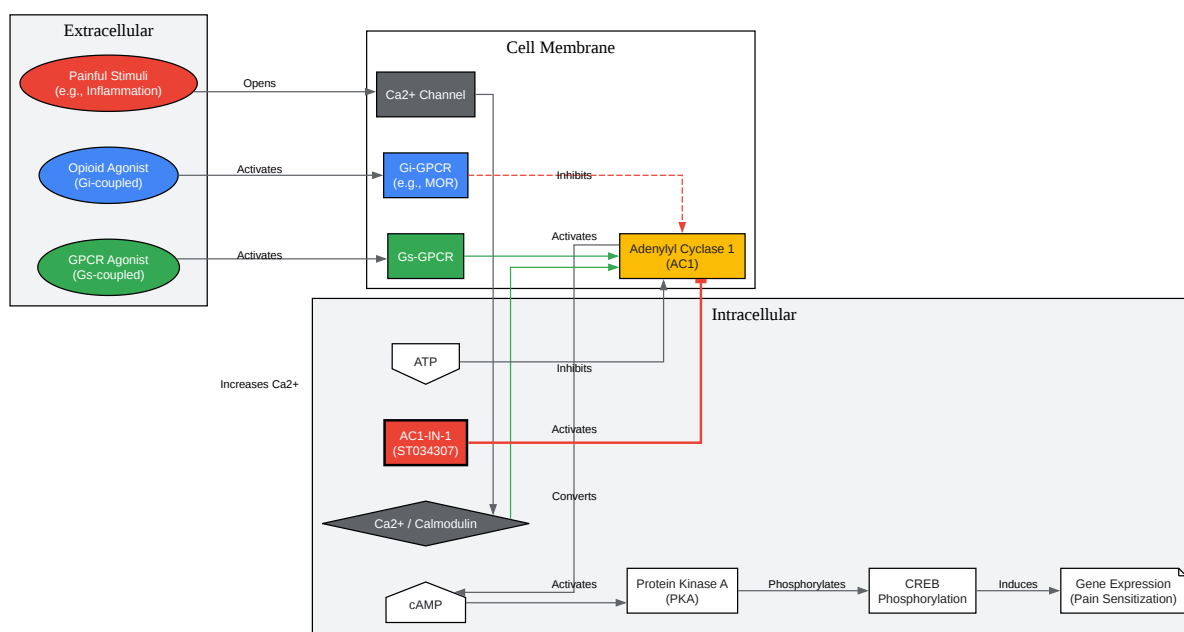 Extracellular
Painful Stimuli
(e.g., Inflammation)
Opens
Opioid Agonist
(Gi-coupled)
Activates
GPCR Agonist
(Gs-coupled)
Activates
Cell Membrane
Ca2+ Channel
Gi-GPCR
(e.g., MOR)
Inhibits
Gs-GPCR
Activates
Adenylyl Cyclase 1
(AC1)
Intracellular
ATP
Inhibits
Increases Ca2+
AC1-IN-1
(ST034307)
Activates
Converts
Ca2+ / Calmodulin
cAMP
Activates
Protein Kinase A
(PKA)
Phosphorylates
CREB
Phosphorylation
Induces
Gene Expression
(Pain Sensitization)